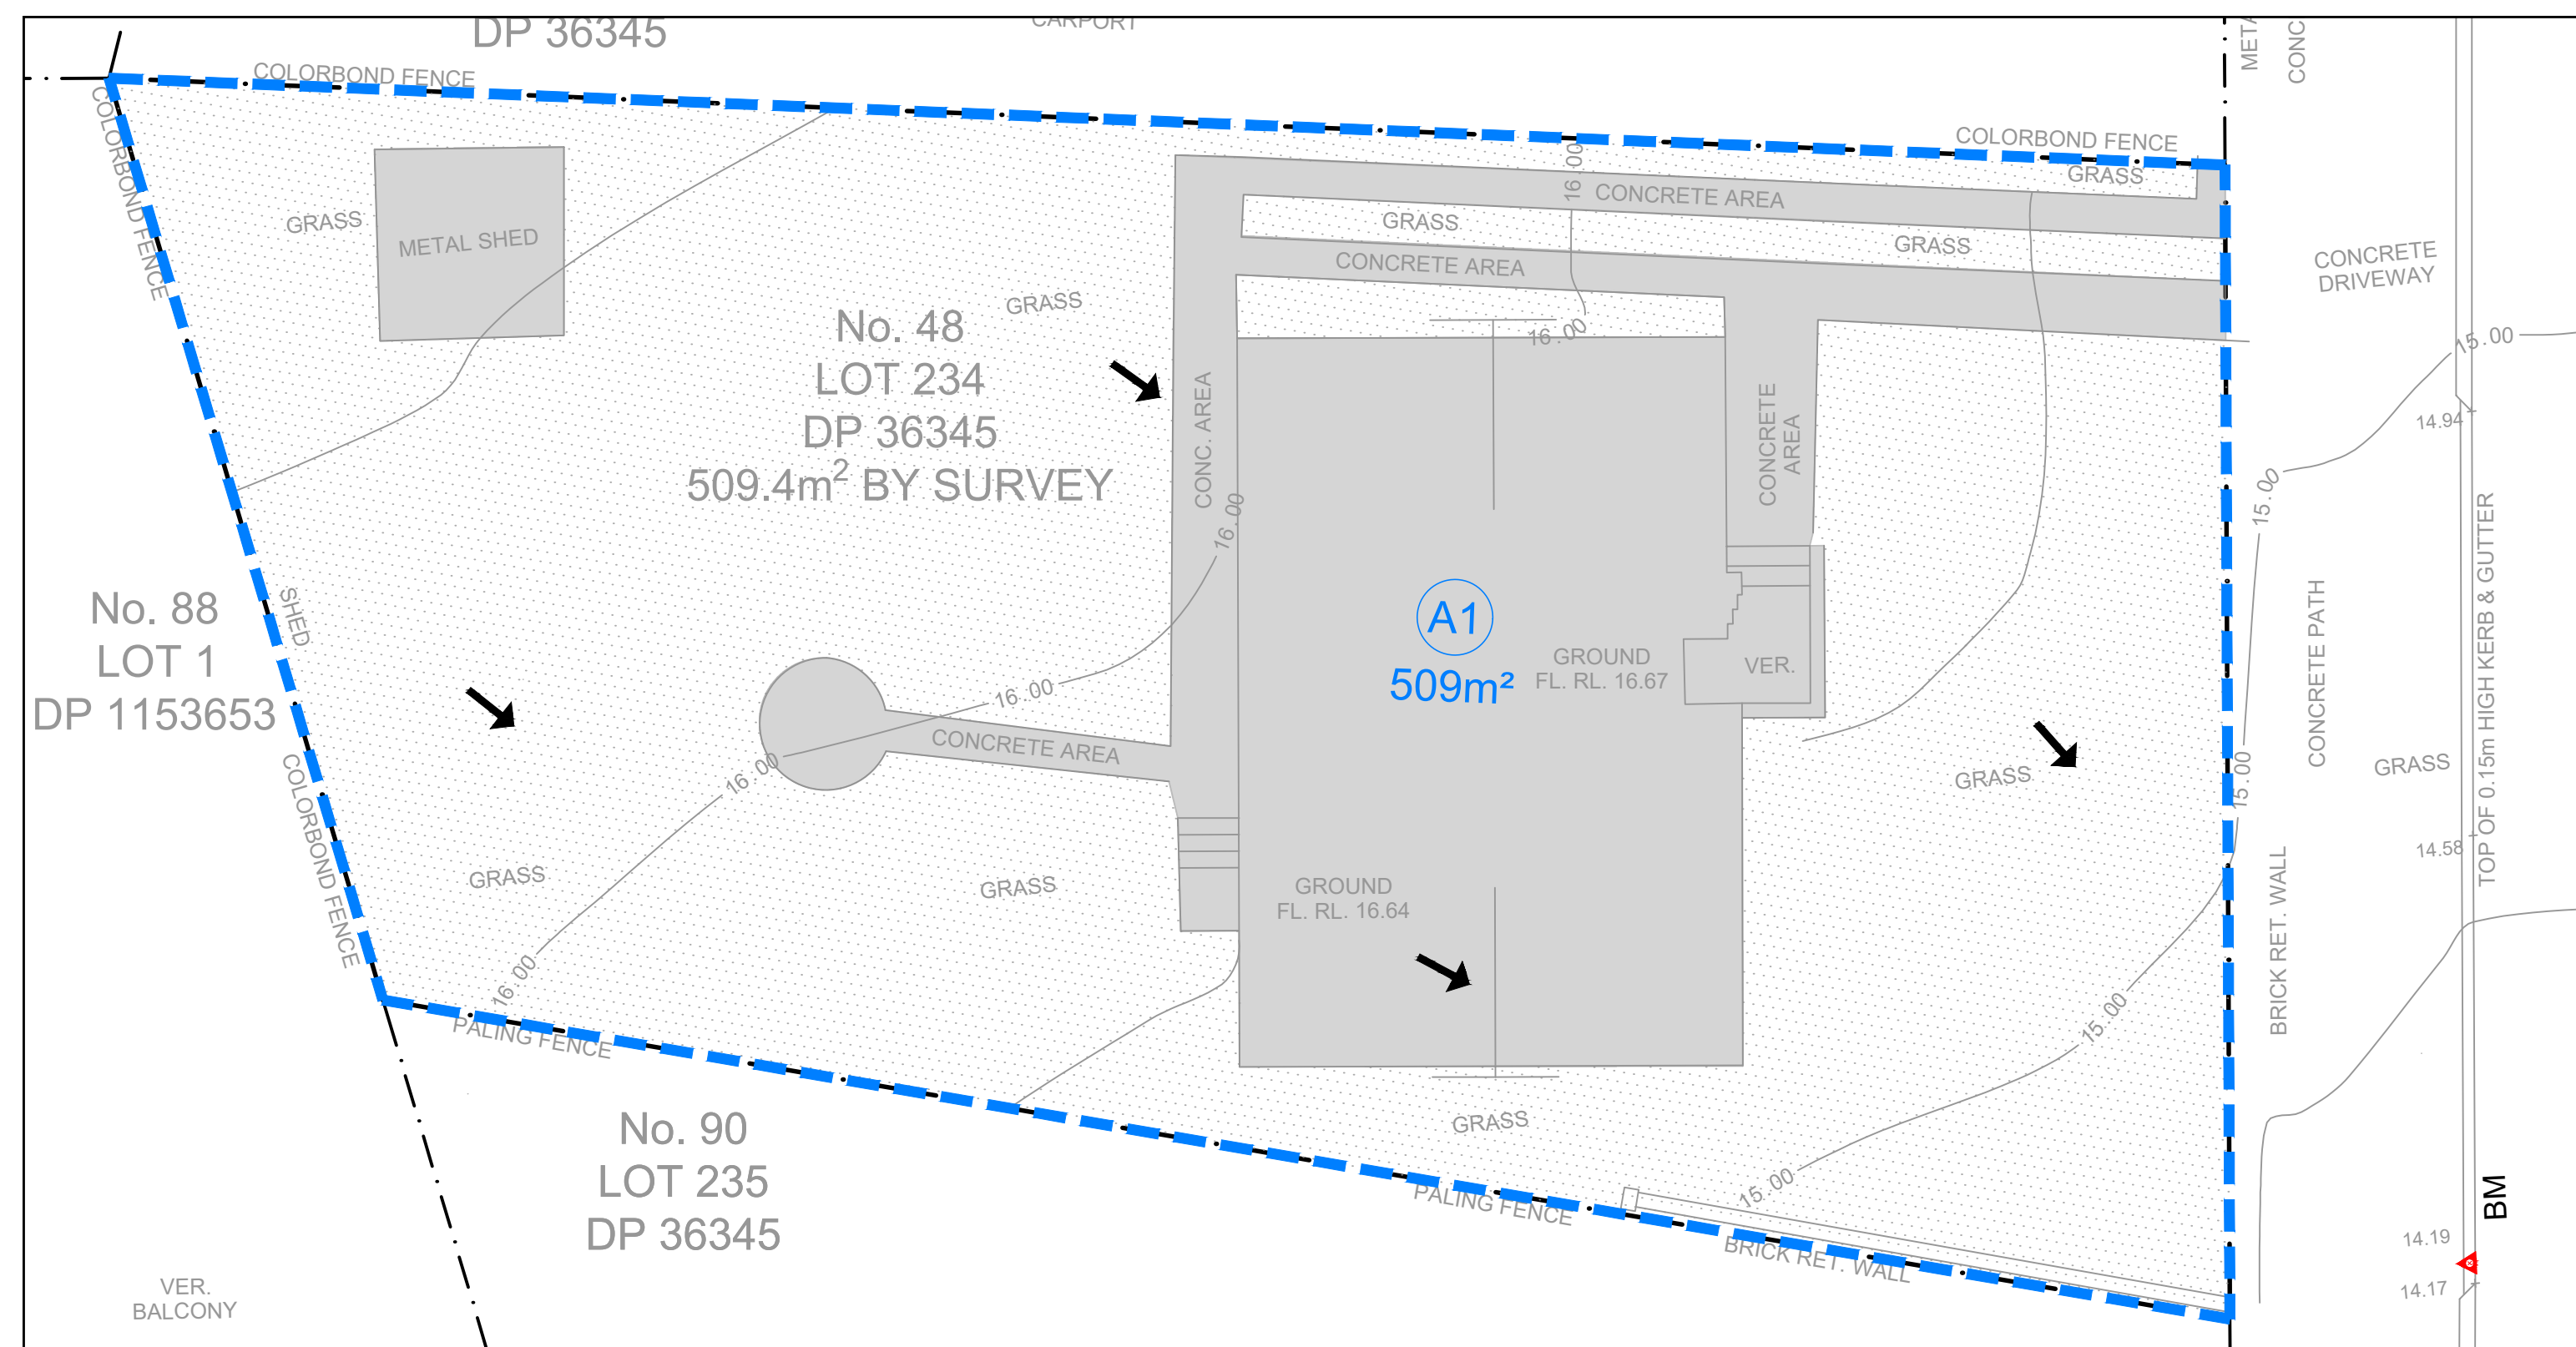 DP 36345
CARPORT
COLORBOND FENCE
COLORBOND FENCE
COLORBOND FENCE
GRASS
METAL SHED
GRASS
16.00
CONCRETE AREA
GRASS
GRASS
GRASS
CONCRETE AREA
16.00
No. 48
LOT 234
DP 36345
509.4m² BY SURVEY
CONC. AREA
16.00
CONCRETE
AREA
CONC
CONCRETE
DRIVEWAY
15.00
14.94
15.00
No. 88
LOT 1
DP 1153653
SHED
COLORBOND FENCE
A1
509m²
GROUND
FL. RL. 16.67
VER.
16.00
CONCRETE AREA
16.00
GRASS
GRASS
16.00
GROUND
FL. RL. 16.64
GRASS
15.00
CONCRETE PATH
GRASS
TOP OF 0.15m HIGH KERB & GUTTER
14.58
BRICK RET. WALL
15.00
PALING FENCE
GRASS
No. 90
LOT 235
DP 36345
15.00
PALING FENCE
BRICK RET. WALL
BM
14.19
14.17
VER.
BALCONY